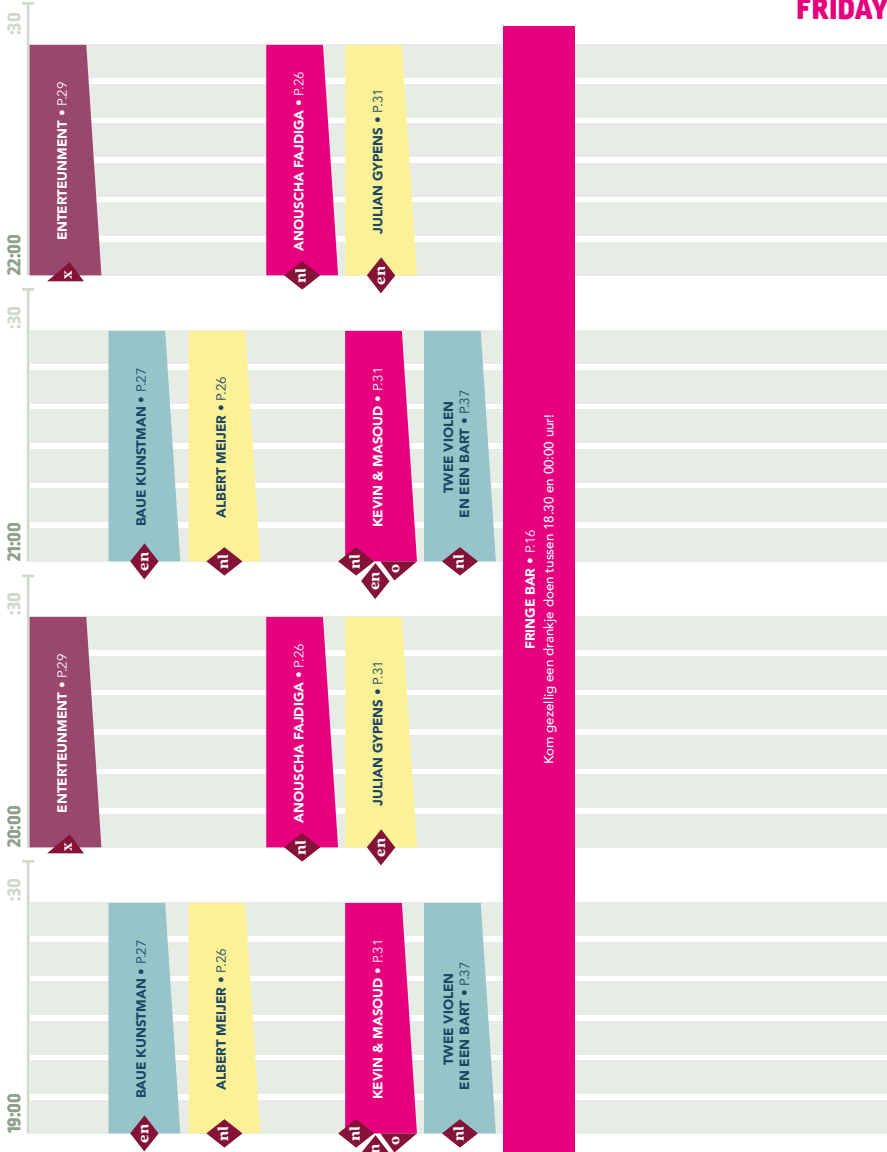 FRIDAY
19:00
:30
20:00
:30
21:00
:30
22:00
:30
x
ENTERTEUNMENT • P.29
x
ENTERTEUNMENT • P.29
en
BAUE KUNSTMAN • P.27
en
BAUE KUNSTMAN • P.27
nl
ALBERT MEIJER • P.26
nl
ALBERT MEIJER • P.26
nl
ANOUSCHA FAJDIGA • P.26
nl
ANOUSCHA FAJDIGA • P.26
nl
en
o
KEVIN & MASOUD • P.31
en
JULIAN GYPENS • P.31
nl
en
o
KEVIN & MASOUD • P.31
en
JULIAN GYPENS • P.31
nl
TWEE VIOLEN
EN EEN BART • P.37
nl
TWEE VIOLEN
EN EEN BART • P.37
FRINGE BAR • P.16
Kom gezellig een drankje doen tussen 18.30 en 00:00 uur!